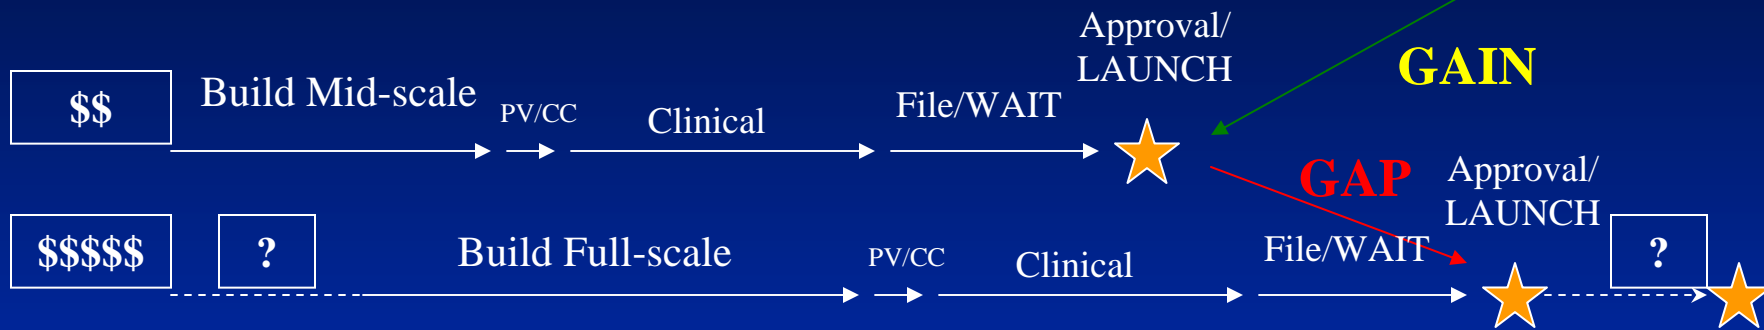 Approval/
LAUNCH
GAIN
$$
Build Mid-scale
PV/CC
Clinical
File/WAIT
GAP
Approval/
LAUNCH
$$$$$
?
Build Full-scale
PV/CC
Clinical
File/WAIT
?